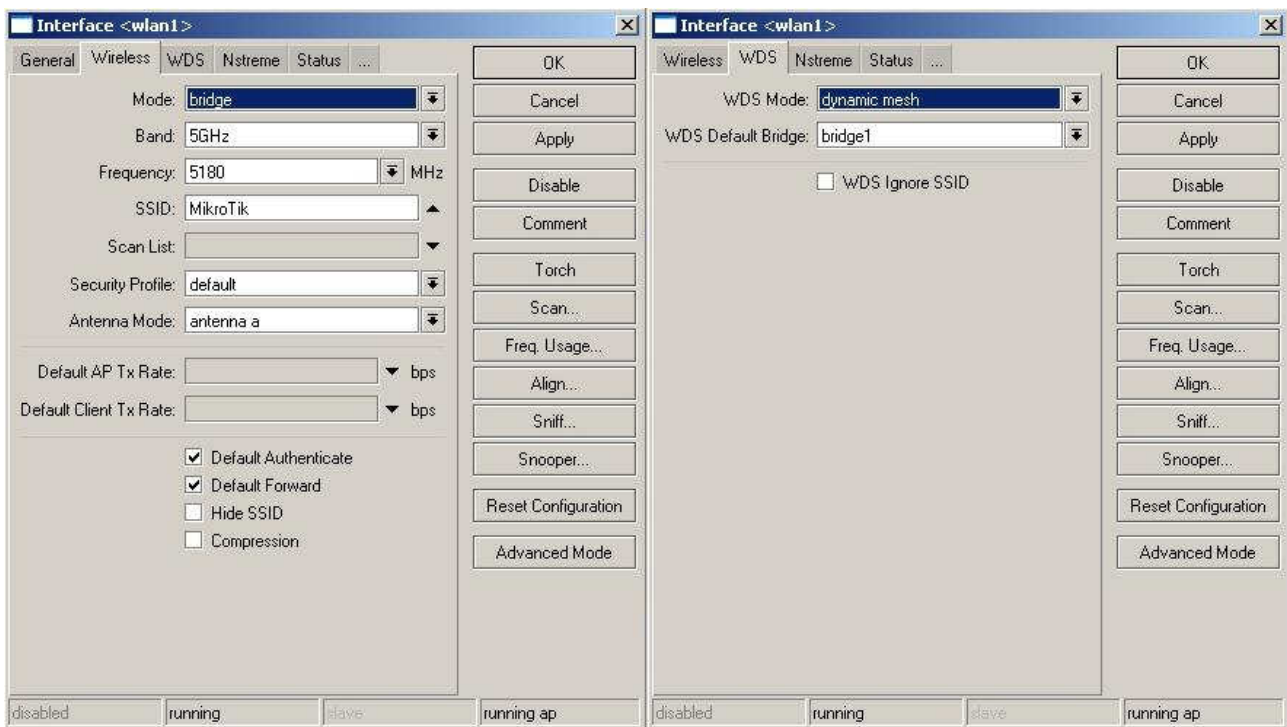 Interface <wlan1>
General Wireless WDS Nstreme Status ...
Mode: bridge
Band: 5GHz
Frequency: 5180 MHz
SSID: MikroTik
Scan List:
Security Profile: default
Antenna Mode: antenna a
Default AP Tx Rate: bps
Default Client Tx Rate: bps
Default Authenticate
Default Forward
Hide SSID
Compression
OK
Cancel
Apply
Disable
Comment
Torch
Scan...
Freq. Usage...
Align...
Sniff...
Snooper...
Reset Configuration
Advanced Mode
disabled running slave running ap
Interface <wlan1>
Wireless WDS Nstreme Status ...
WDS Mode: dynamic mesh
WDS Default Bridge: bridge1
WDS Ignore SSID
OK
Cancel
Apply
Disable
Comment
Torch
Scan...
Freq. Usage...
Align...
Sniff...
Snooper...
Reset Configuration
Advanced Mode
disabled running slave running ap